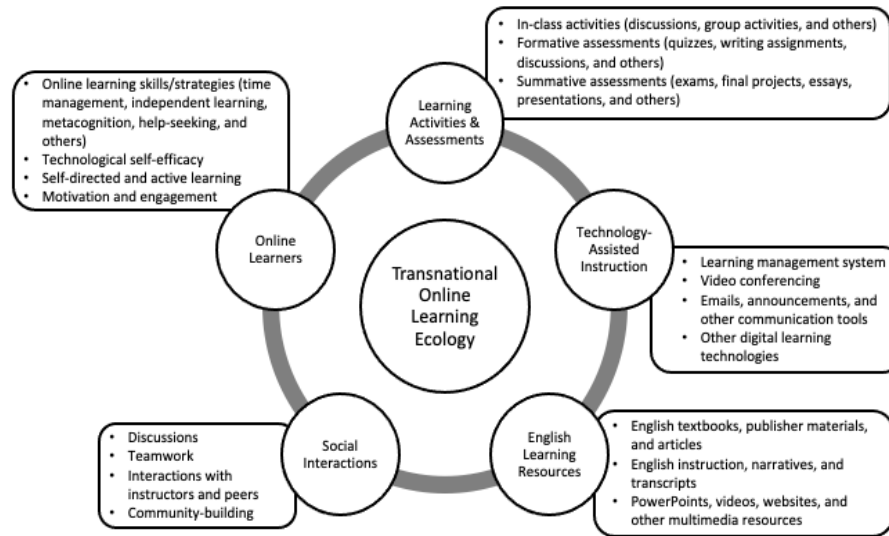 • In-class activities (discussions, group activities, and others)
• Formative assessments (quizzes, writing assignments,
discussions, and others)
• Summative assessments (exams, final projects, essays,
presentations, and others)
Learning
Activities &
Assessments
• Online learning skills/strategies (time
management, independent learning,
metacognition, help-seeking, and
others)
• Technological self-efficacy
• Self-directed and active learning
• Motivation and engagement
Online
Learners
Technology-
Assisted
Instruction
• Learning management system
• Video conferencing
• Emails, announcements, and
other communication tools
• Other digital learning
technologies
Transnational
Online
Learning
Ecology
• Discussions
• Teamwork
• Interactions with
instructors and peers
• Community-building
Social
Interactions
English
Learning
Resources
• English textbooks, publisher materials,
and articles
• English instruction, narratives, and
transcripts
• PowerPoints, videos, websites, and
other multimedia resources